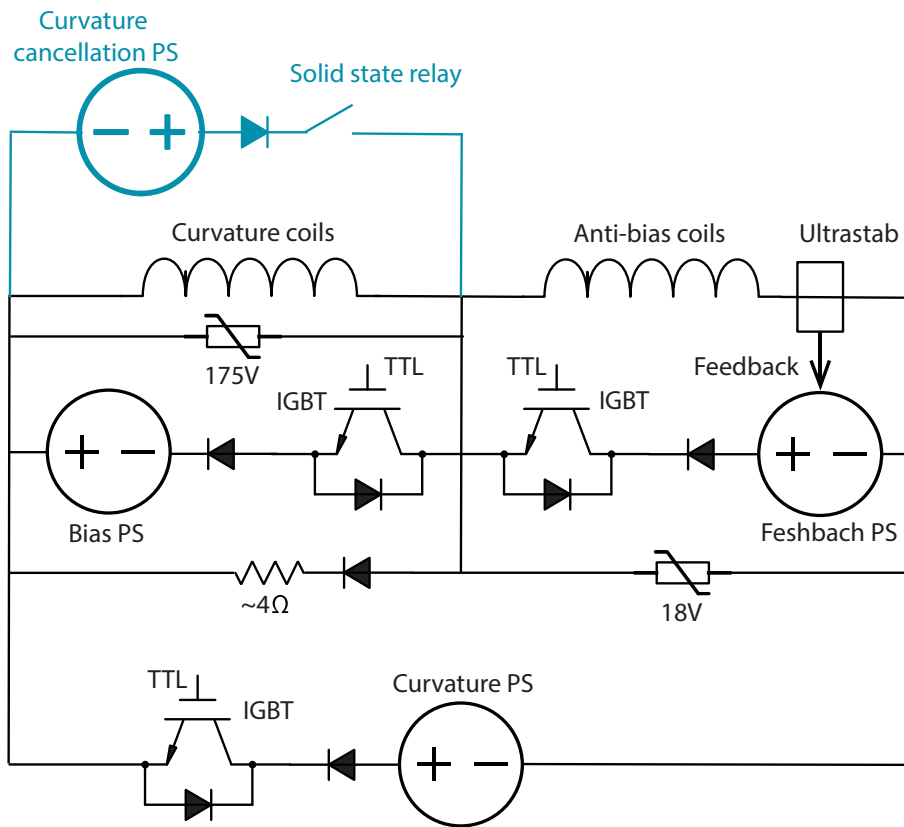 Curvature
cancellation PS
Solid state relay
− +
Curvature coils
Anti-bias coils
Ultrastab
175V
TTL
IGBT
TTL
IGBT
Feedback
+ −
+ −
Bias PS
Feshbach PS
~4Ω
18V
TTL
IGBT
Curvature PS
+ −